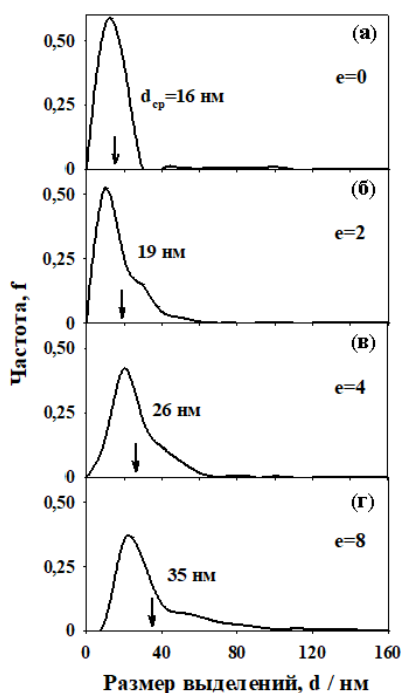 0,50
(а)
e=0
0,25
dср=16 нм
0
0,50
(б)
e=2
0,25
19 нм
0
0,50
(в)
e=4
0,25
26 нм
0
0,50
(г)
e=8
0,25
35 нм
0
0 40 80 120 160
Размер выделений, d / нм
Частота, f